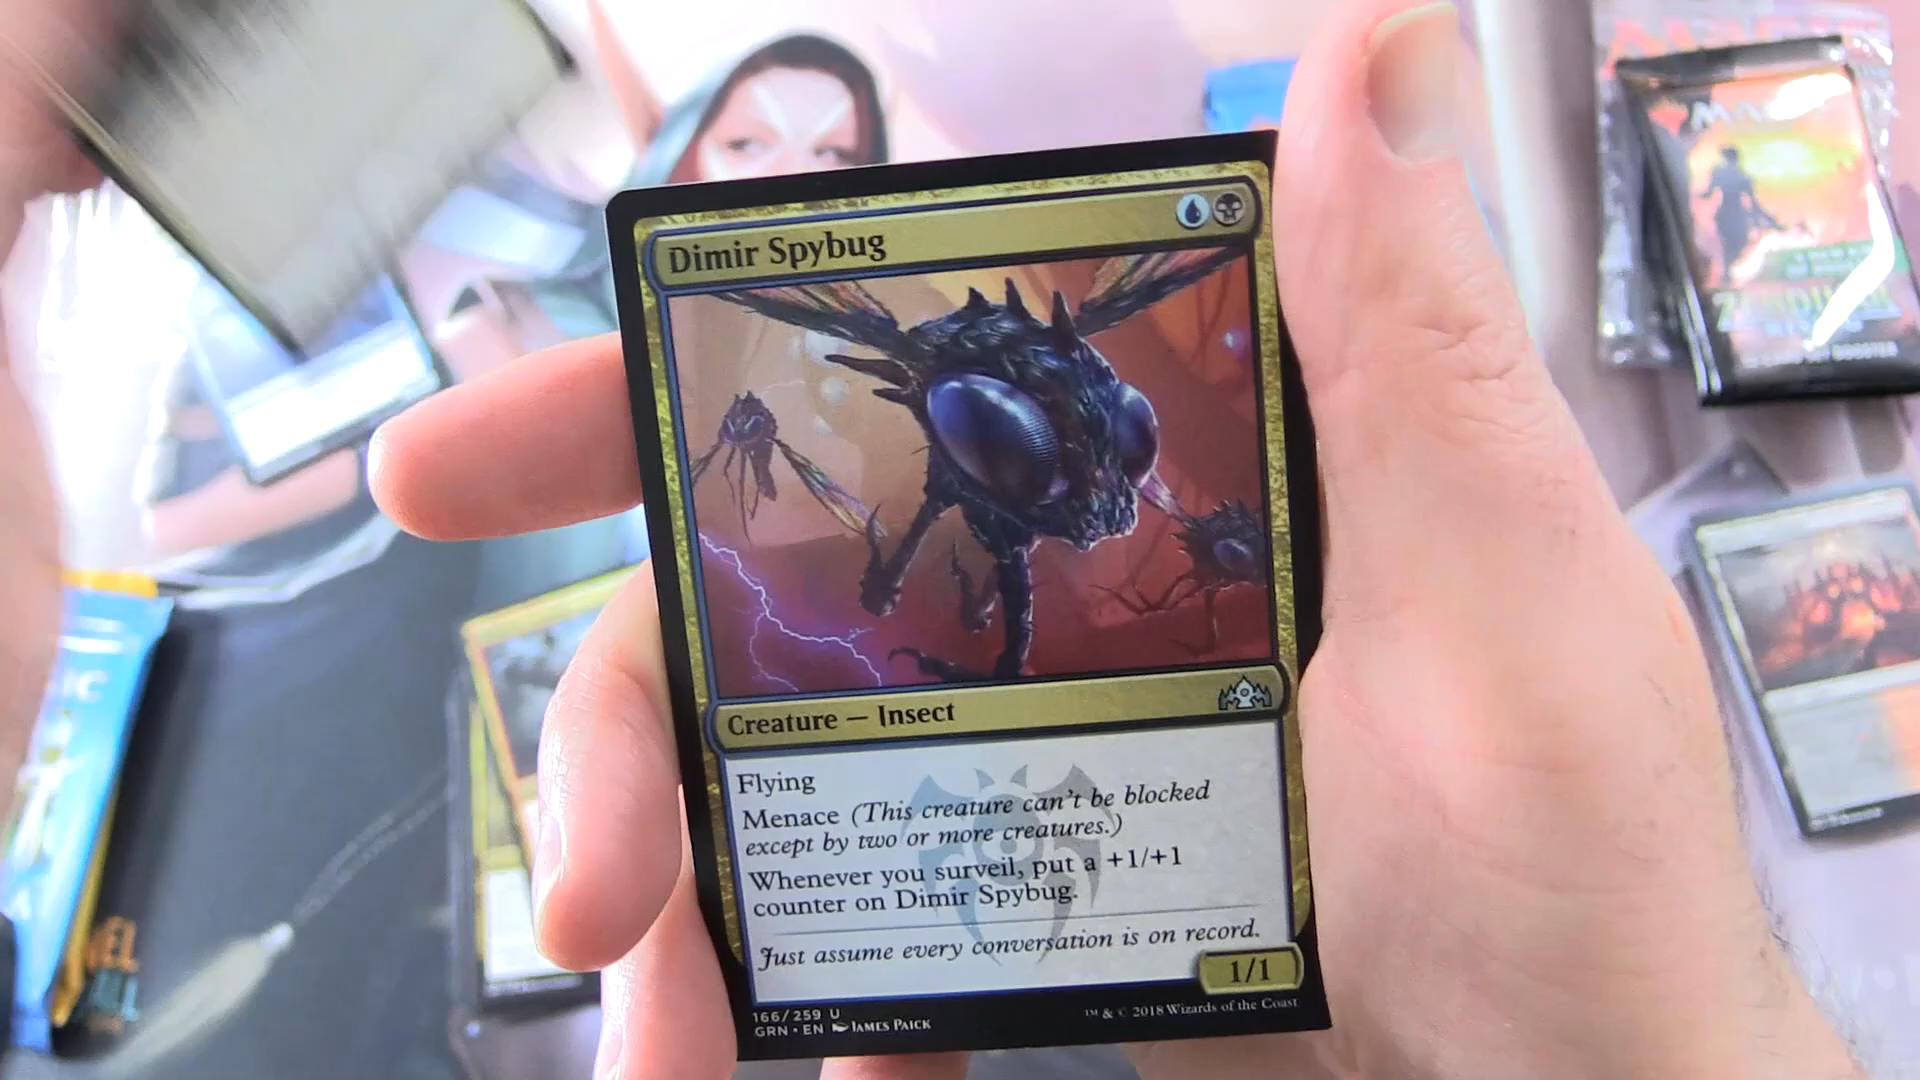 Dimir Spybug
Creature — Insect
Flying
Menace (This creature can't be blocked
except by two or more creatures.)
Whenever you surveil, put a +1/+1
counter on Dimir Spybug.
Just assume every conversation is on record.
1/1
166/259 U
GRN • EN JAMES PAICK
™ & © 2018 Wizards of the Coast